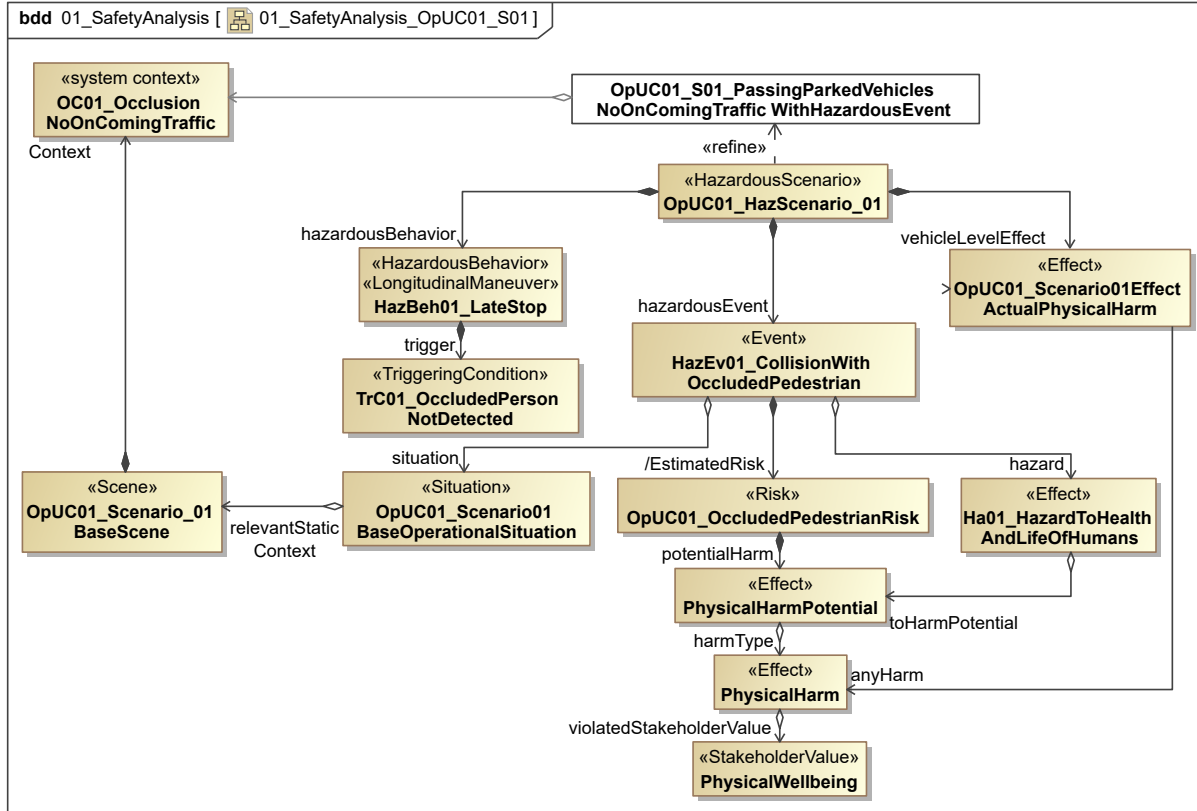 bdd 01_SafetyAnalysis [ 01_SafetyAnalysis_OpUC01_S01 ]
«system context»
OC01_Occlusion
NoOnComingTraffic
OpUC01_S01_PassingParkedVehicles
NoOnComingTraffic WithHazardousEvent
Context
«refine»
«HazardousScenario»
OpUC01_HazScenario_01
hazardousBehavior
vehicleLevelEffect
«HazardousBehavior»
«LongitudinalManeuver»
HazBeh01_LateStop
«Effect»
OpUC01_Scenario01Effect
ActualPhysicalHarm
hazardousEvent
trigger
«Event»
HazEv01_CollisionWith
OccludedPedestrian
«TriggeringCondition»
TrC01_OccludedPerson
NotDetected
situation
/EstimatedRisk
hazard
«Scene»
OpUC01_Scenario_01
BaseScene
relevantStatic
Context
«Situation»
OpUC01_Scenario01
BaseOperationalSituation
«Risk»
OpUC01_OccludedPedestrianRisk
«Effect»
Ha01_HazardToHealth
AndLifeOfHumans
potentialHarm
«Effect»
PhysicalHarmPotential
toHarmPotential
harmType
«Effect»
PhysicalHarm
anyHarm
violatedStakeholderValue
«StakeholderValue»
PhysicalWellbeing